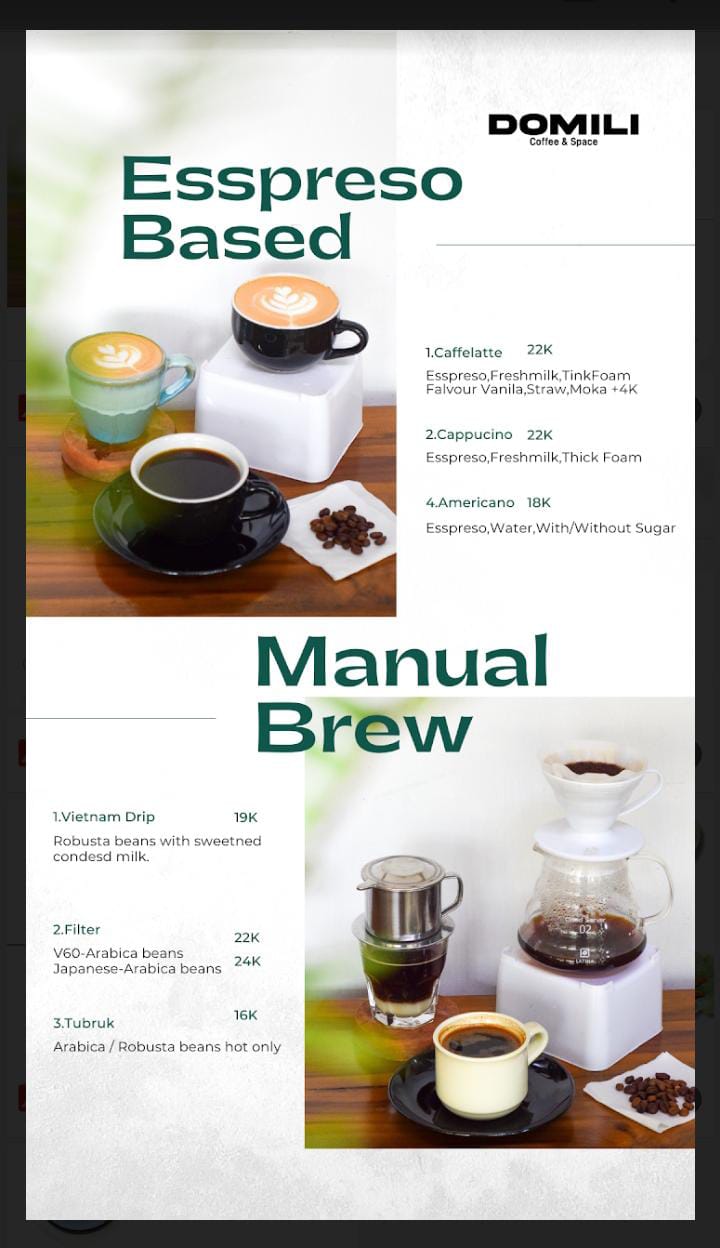 DOMILI
Coffee & Space
Esspreso
Based
1.Caffelatte 22K
Esspreso,Freshmilk,TinkFoam
Falvour Vanila,Straw,Moka +4K
2.Cappucino 22K
Esspreso,Freshmilk,Thick Foam
4.Americano 18K
Esspreso,Water,With/Without Sugar
Manual
Brew
1.Vietnam Drip 19K
Robusta beans with sweetned
condesd milk.
2.Filter
V60-Arabica beans 22K
Japanese-Arabica beans 24K
3.Tubruk 16K
Arabica / Robusta beans hot only
02